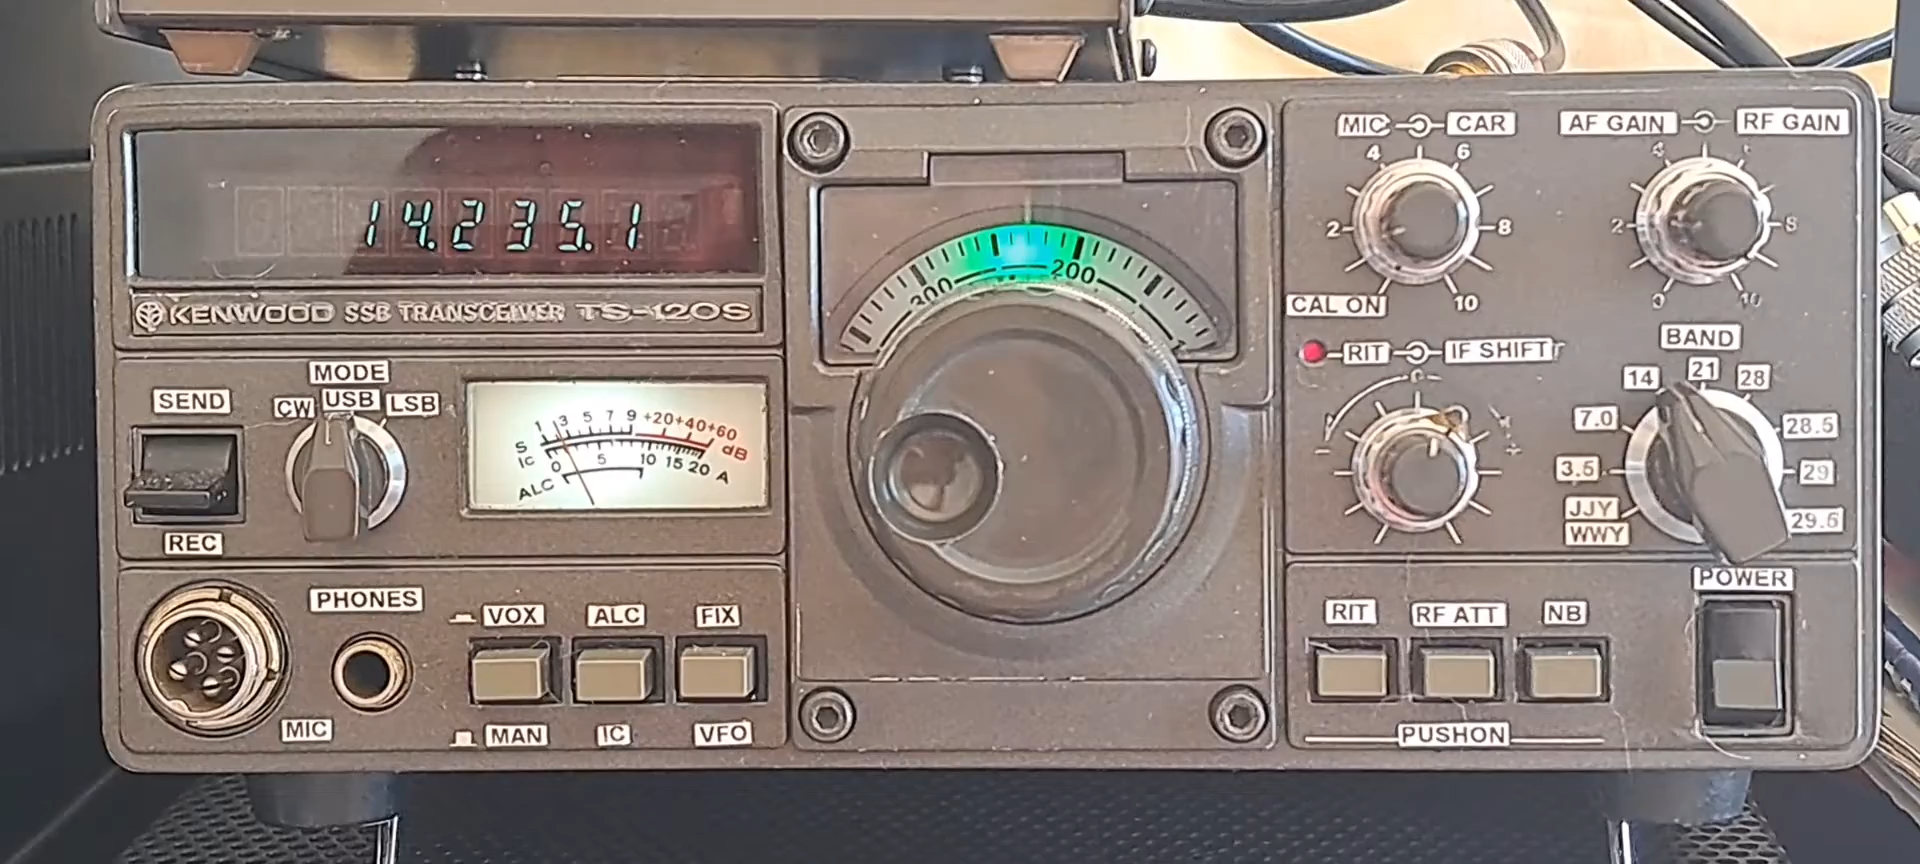 14.235.1
KENWOOD SSB TRANSCEIVER TS-120S
MODE
SEND
CW USB LSB
REC
1 3 5 7 9 +20 +40 +60 dB
S
IC 0 5 10 15 20 A
ALC
PHONES
MIC
VOX ALC FIX
MAN IC VFO
300 200 1
MIC CAR
4 6
2 8
10
CAL ON
AF GAIN RF GAIN
4
2 8
0 10
RIT IF SHIFT
BAND
14 21 28
7.0 28.5
3.5 29
JJY 29.5
WWV
POWER
RIT RF ATT NB
PUSHON